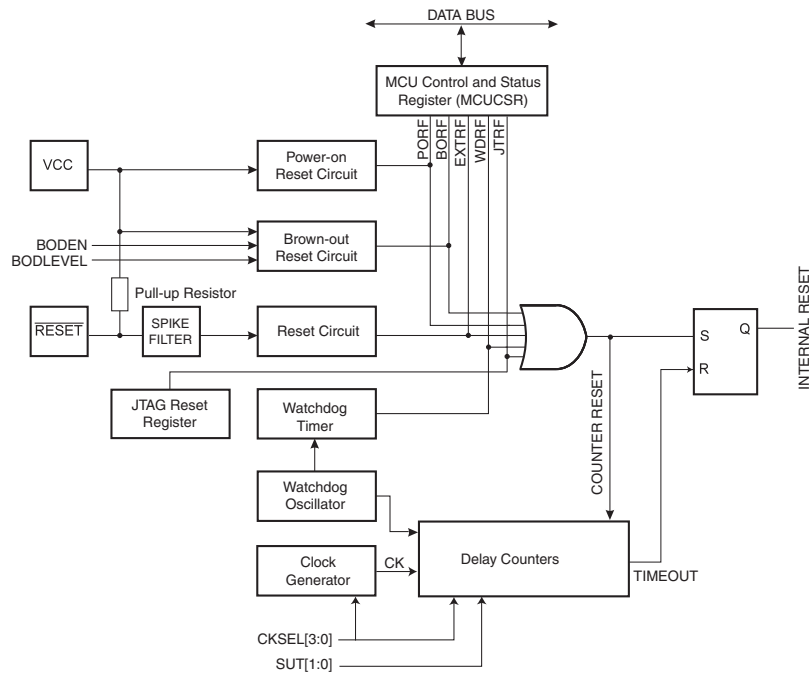 DATA BUS
MCU Control and Status
Register (MCUCSR)
PORF
BORF
EXTRF
WDRF
JTRF
VCC
Power-on
Reset Circuit
BODEN
BODLEVEL
Brown-out
Reset Circuit
Pull-up Resistor
RESET
SPIKE
FILTER
Reset Circuit
S
Q
R
INTERNAL RESET
JTAG Reset
Register
Watchdog
Timer
COUNTER RESET
Watchdog
Oscillator
Clock
Generator
CK
Delay Counters
TIMEOUT
CKSEL[3:0]
SUT[1:0]